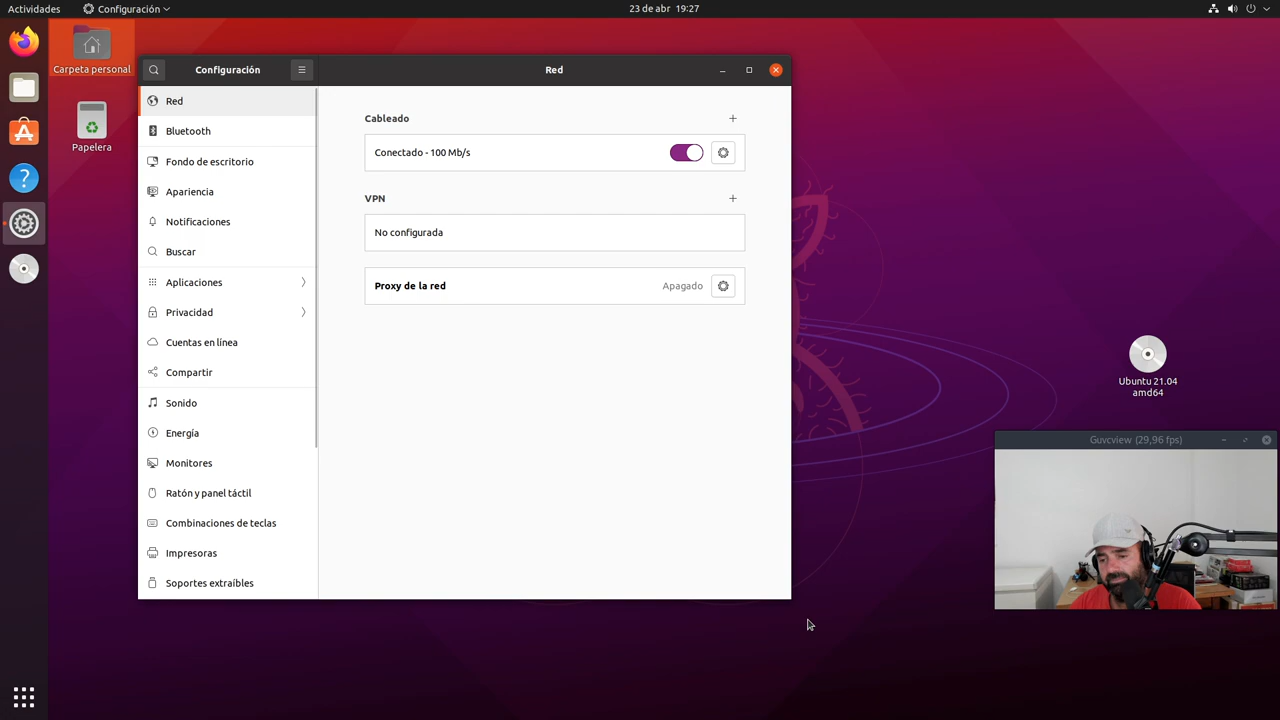 Actividades
Configuración
23 de abr 19:27
Carpeta personal
Papelera
Configuración
Red
Red
Bluetooth
Fondo de escritorio
Apariencia
Notificaciones
Buscar
Aplicaciones
Privacidad
Cuentas en línea
Compartir
Sonido
Energía
Monitores
Ratón y panel táctil
Combinaciones de teclas
Impresoras
Soportes extraíbles
Cableado
Conectado - 100 Mb/s
VPN
No configurada
Proxy de la red
Apagado
Ubuntu 21.04
amd64
Guvcview (29,96 fps)